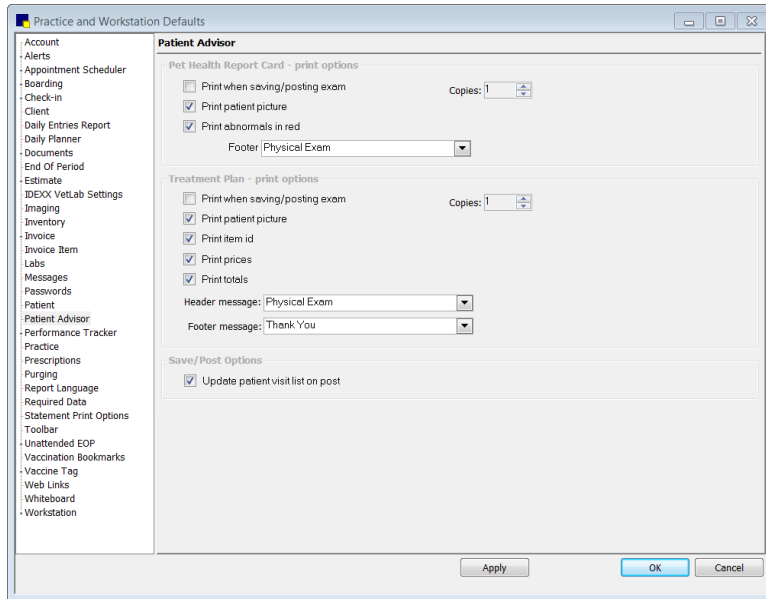 Practice and Workstation Defaults
Account
Alerts
Appointment Scheduler
Boarding
Check-in
Client
Daily Entries Report
Daily Planner
Documents
End Of Period
Estimate
IDEXX VetLab Settings
Imaging
Inventory
Invoice
Invoice Item
Labs
Messages
Passwords
Patient
Patient Advisor
Performance Tracker
Practice
Prescriptions
Purging
Report Language
Required Data
Statement Print Options
Toolbar
Unattended EOP
Vaccination Bookmarks
Vaccine Tag
Web Links
Whiteboard
Workstation
Patient Advisor
Pet Health Report Card - print options
Print when saving/posting exam Copies: 1
Print patient picture
Print abnormals in red
Footer Physical Exam
Treatment Plan - print options
Print when saving/posting exam Copies: 1
Print patient picture
Print item id
Print prices
Print totals
Header message: Physical Exam
Footer message: Thank You
Save/Post Options
Update patient visit list on post
Apply OK Cancel